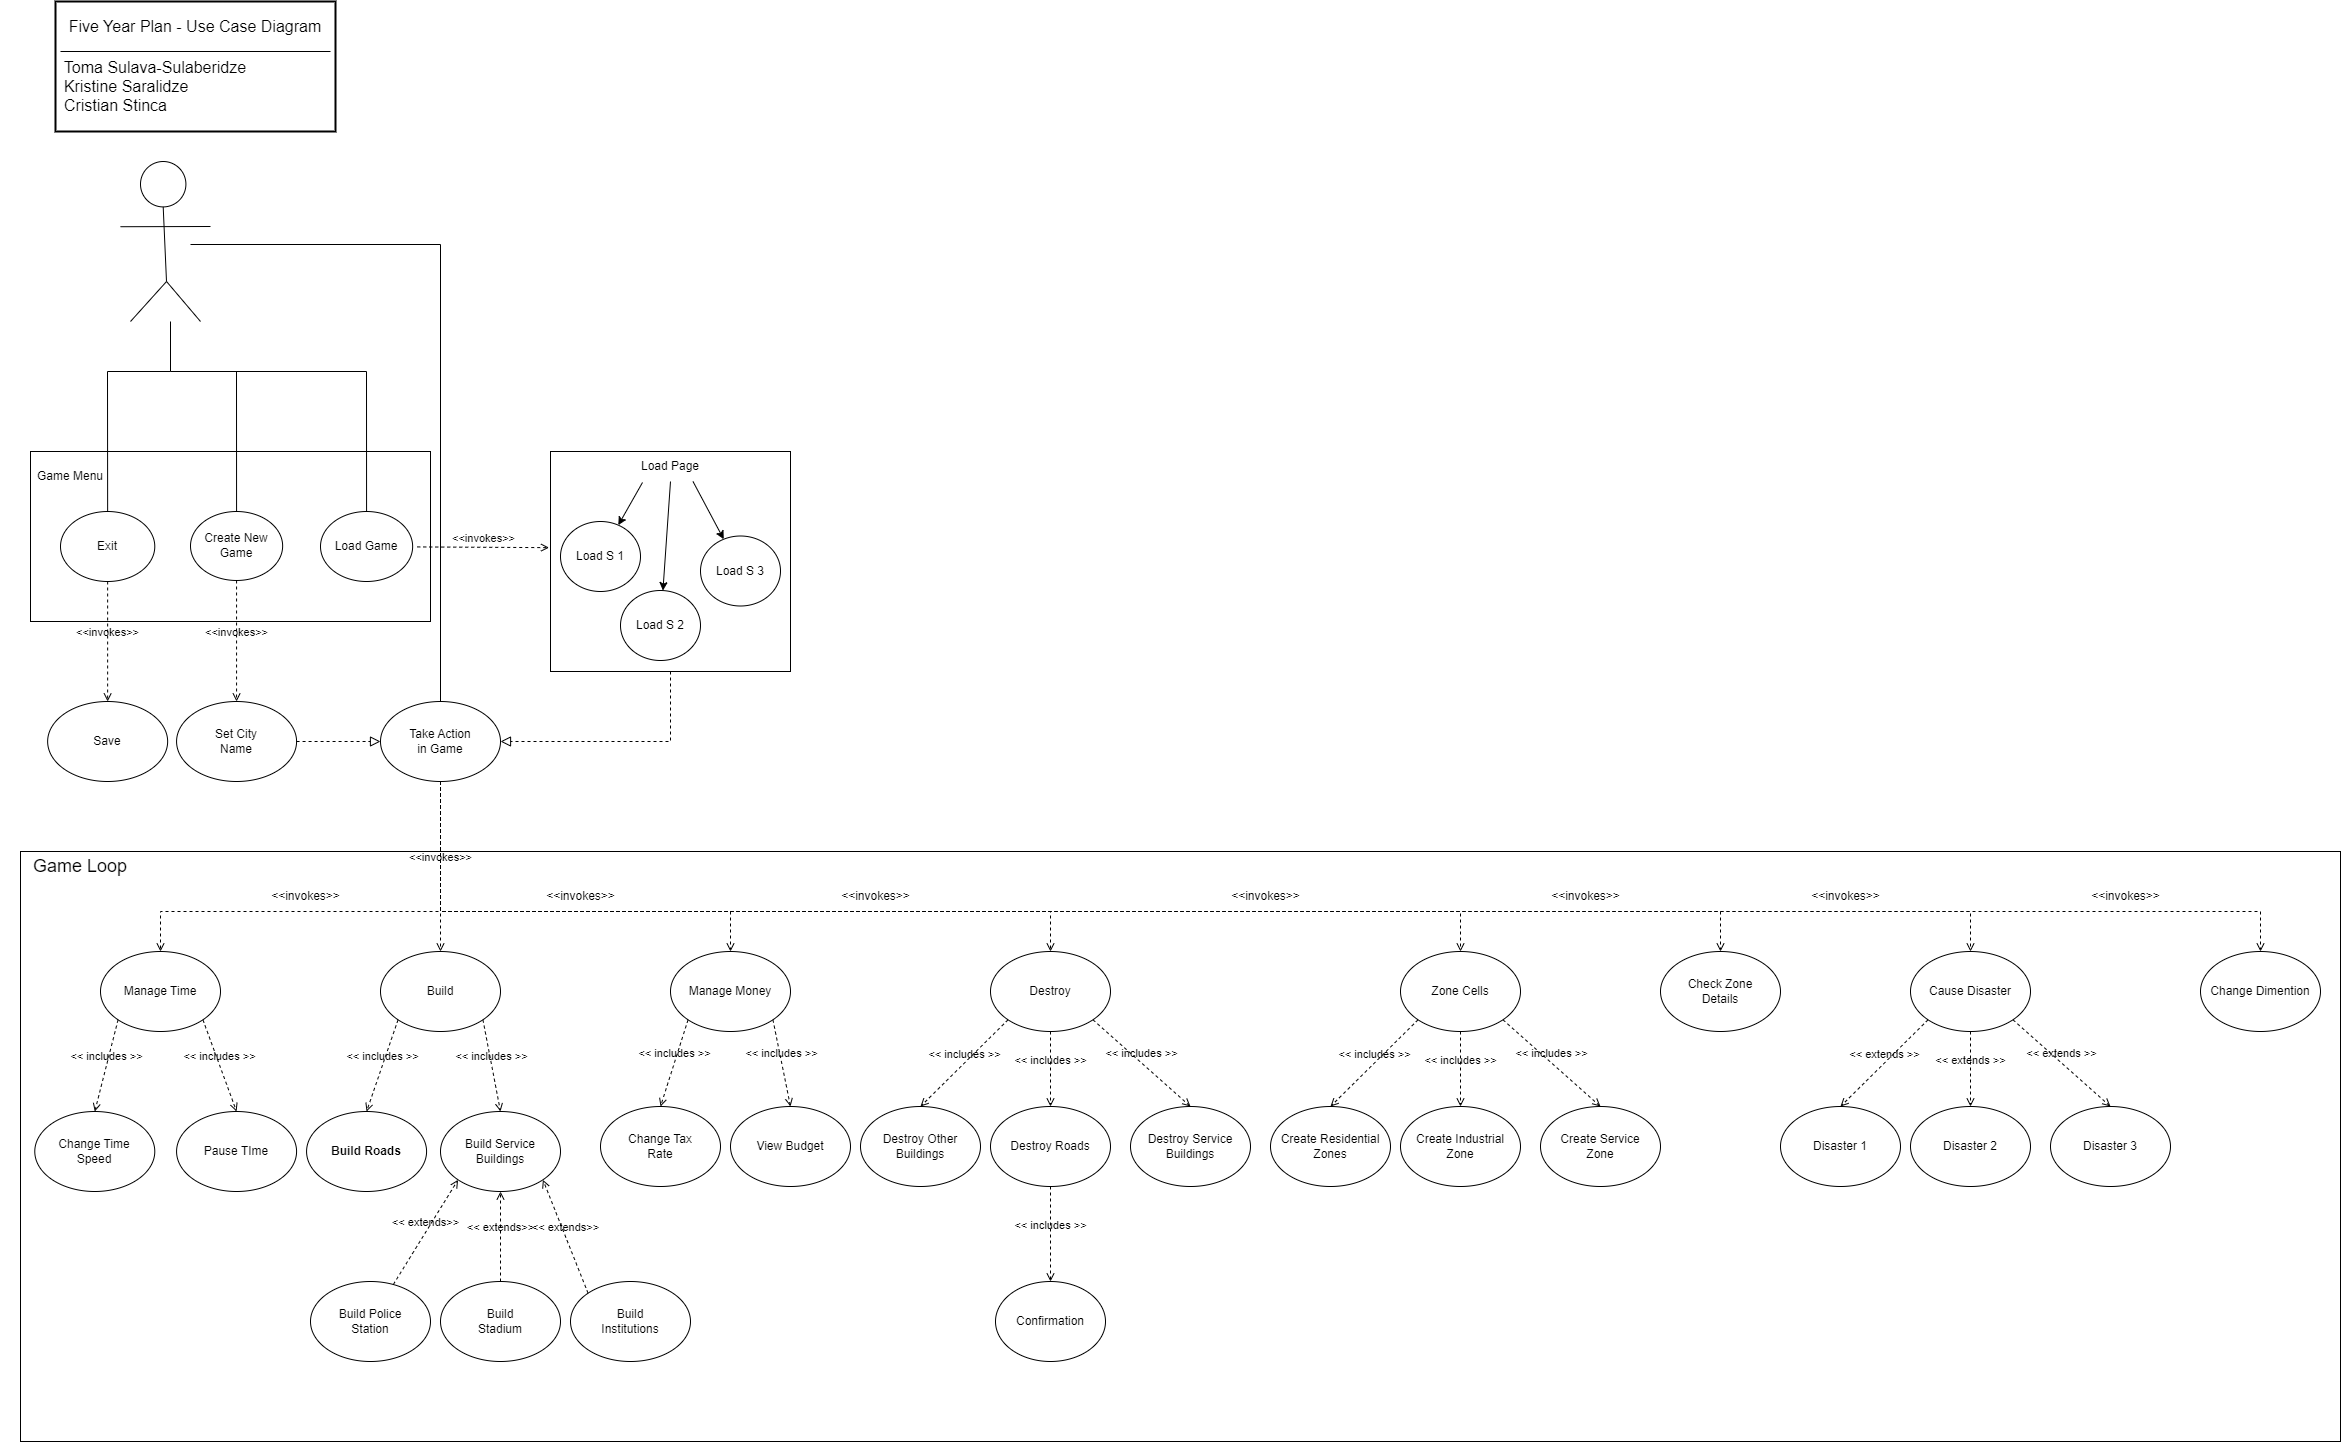 Five Year Plan - Use Case Diagram
Toma Sulava-Sulaberidze
Kristine Saralidze
Cristian Stinca
Game Menu
Load Page
Exit
Create New
Game
Load Game
<<invokes>>
Load S 1
Load S 3
Load S 2
<<invokes>>
<<invokes>>
Save
Set City
Name
Take Action
in Game
<<invokes>>
Game Loop
<<invokes>>
<<invokes>>
<<invokes>>
<<invokes>>
<<invokes>>
<<invokes>>
<<invokes>>
Manage Time
Build
Manage Money
Destroy
Zone Cells
Check Zone
Details
Cause Disaster
Change Dimention
<< includes >>
<< includes >>
<< includes >>
<< includes >>
<< includes >>
<< includes >>
<< includes >>
<< includes >>
<< includes >>
<< includes >>
<< includes >>
<< includes >>
<< extends >>
<< extends >>
<< extends >>
Change Time
Speed
Pause TIme
Build Roads
Build Service
Buildings
Change Tax
Rate
View Budget
Destroy Other
Buildings
Destroy Roads
Destroy Service
Buildings
Create Residential
Zones
Create Industrial
Zone
Create Service
Zone
Disaster 1
Disaster 2
Disaster 3
<< extends>>
<< extends>>
<< extends>>
<< includes >>
Build Police
Station
Build
Stadium
Build
Institutions
Confirmation